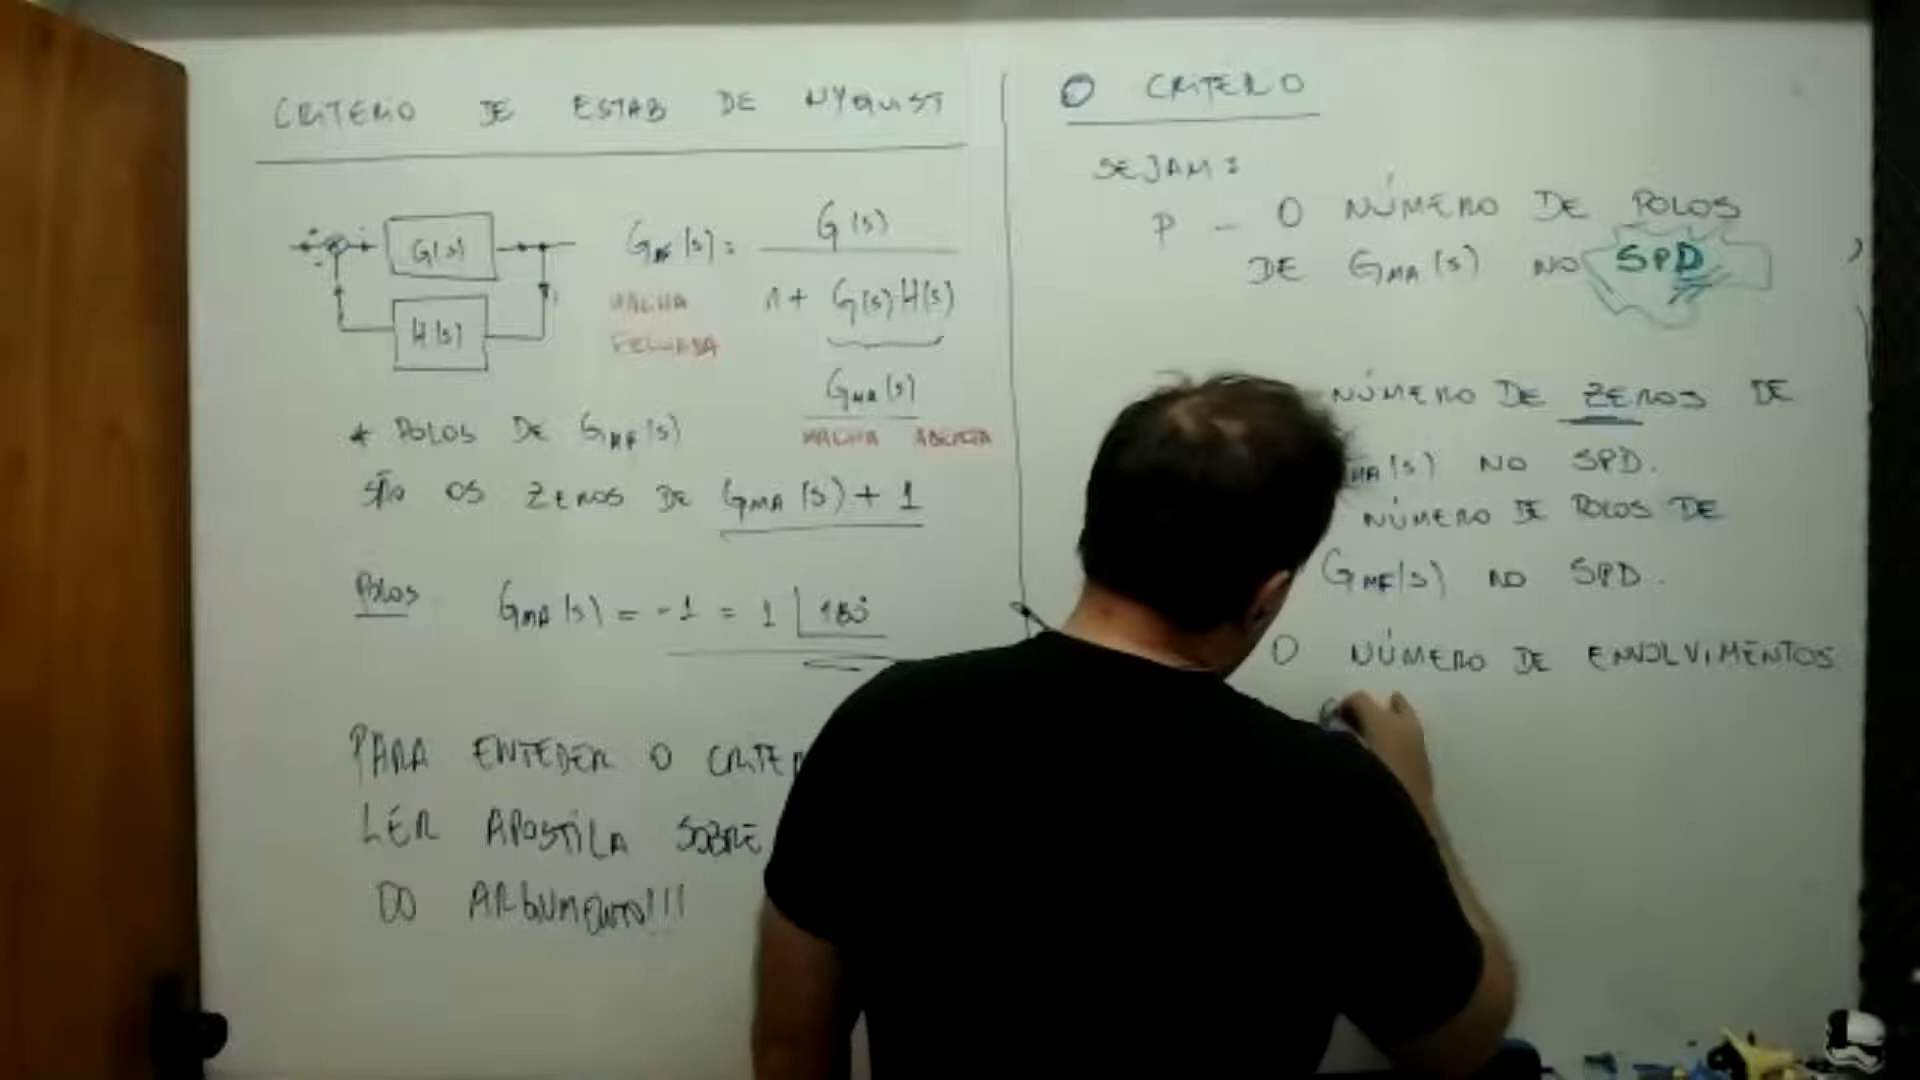 CRITERIO DE ESTAB DE NYQUIST
G(s)
H(s)
GMF(s) = G(s) / 1 + G(s)H(s)
MALHA
FECHADA
GMA(s)
MALHA ABERTA
* POLOS DE GMF(s)
SÃO OS ZEROS DE GMA(s) + 1
POLOS GMA(s) = -1 = 1 180°
PARA ENTEDER O
LER APOSTILA SOBRE
DO ARGUMENTO!!!
O CRITÉRIO
SEJAM:
P - O NÚMERO DE POLOS
DE GMA(s) NO SPD
NÚMERO DE ZEROS DE
MA(s) NO SPD.
NÚMERO DE POLOS DE
GMF(s) NO SPD.
O NÚMERO DE ENVOLVIMENTOS